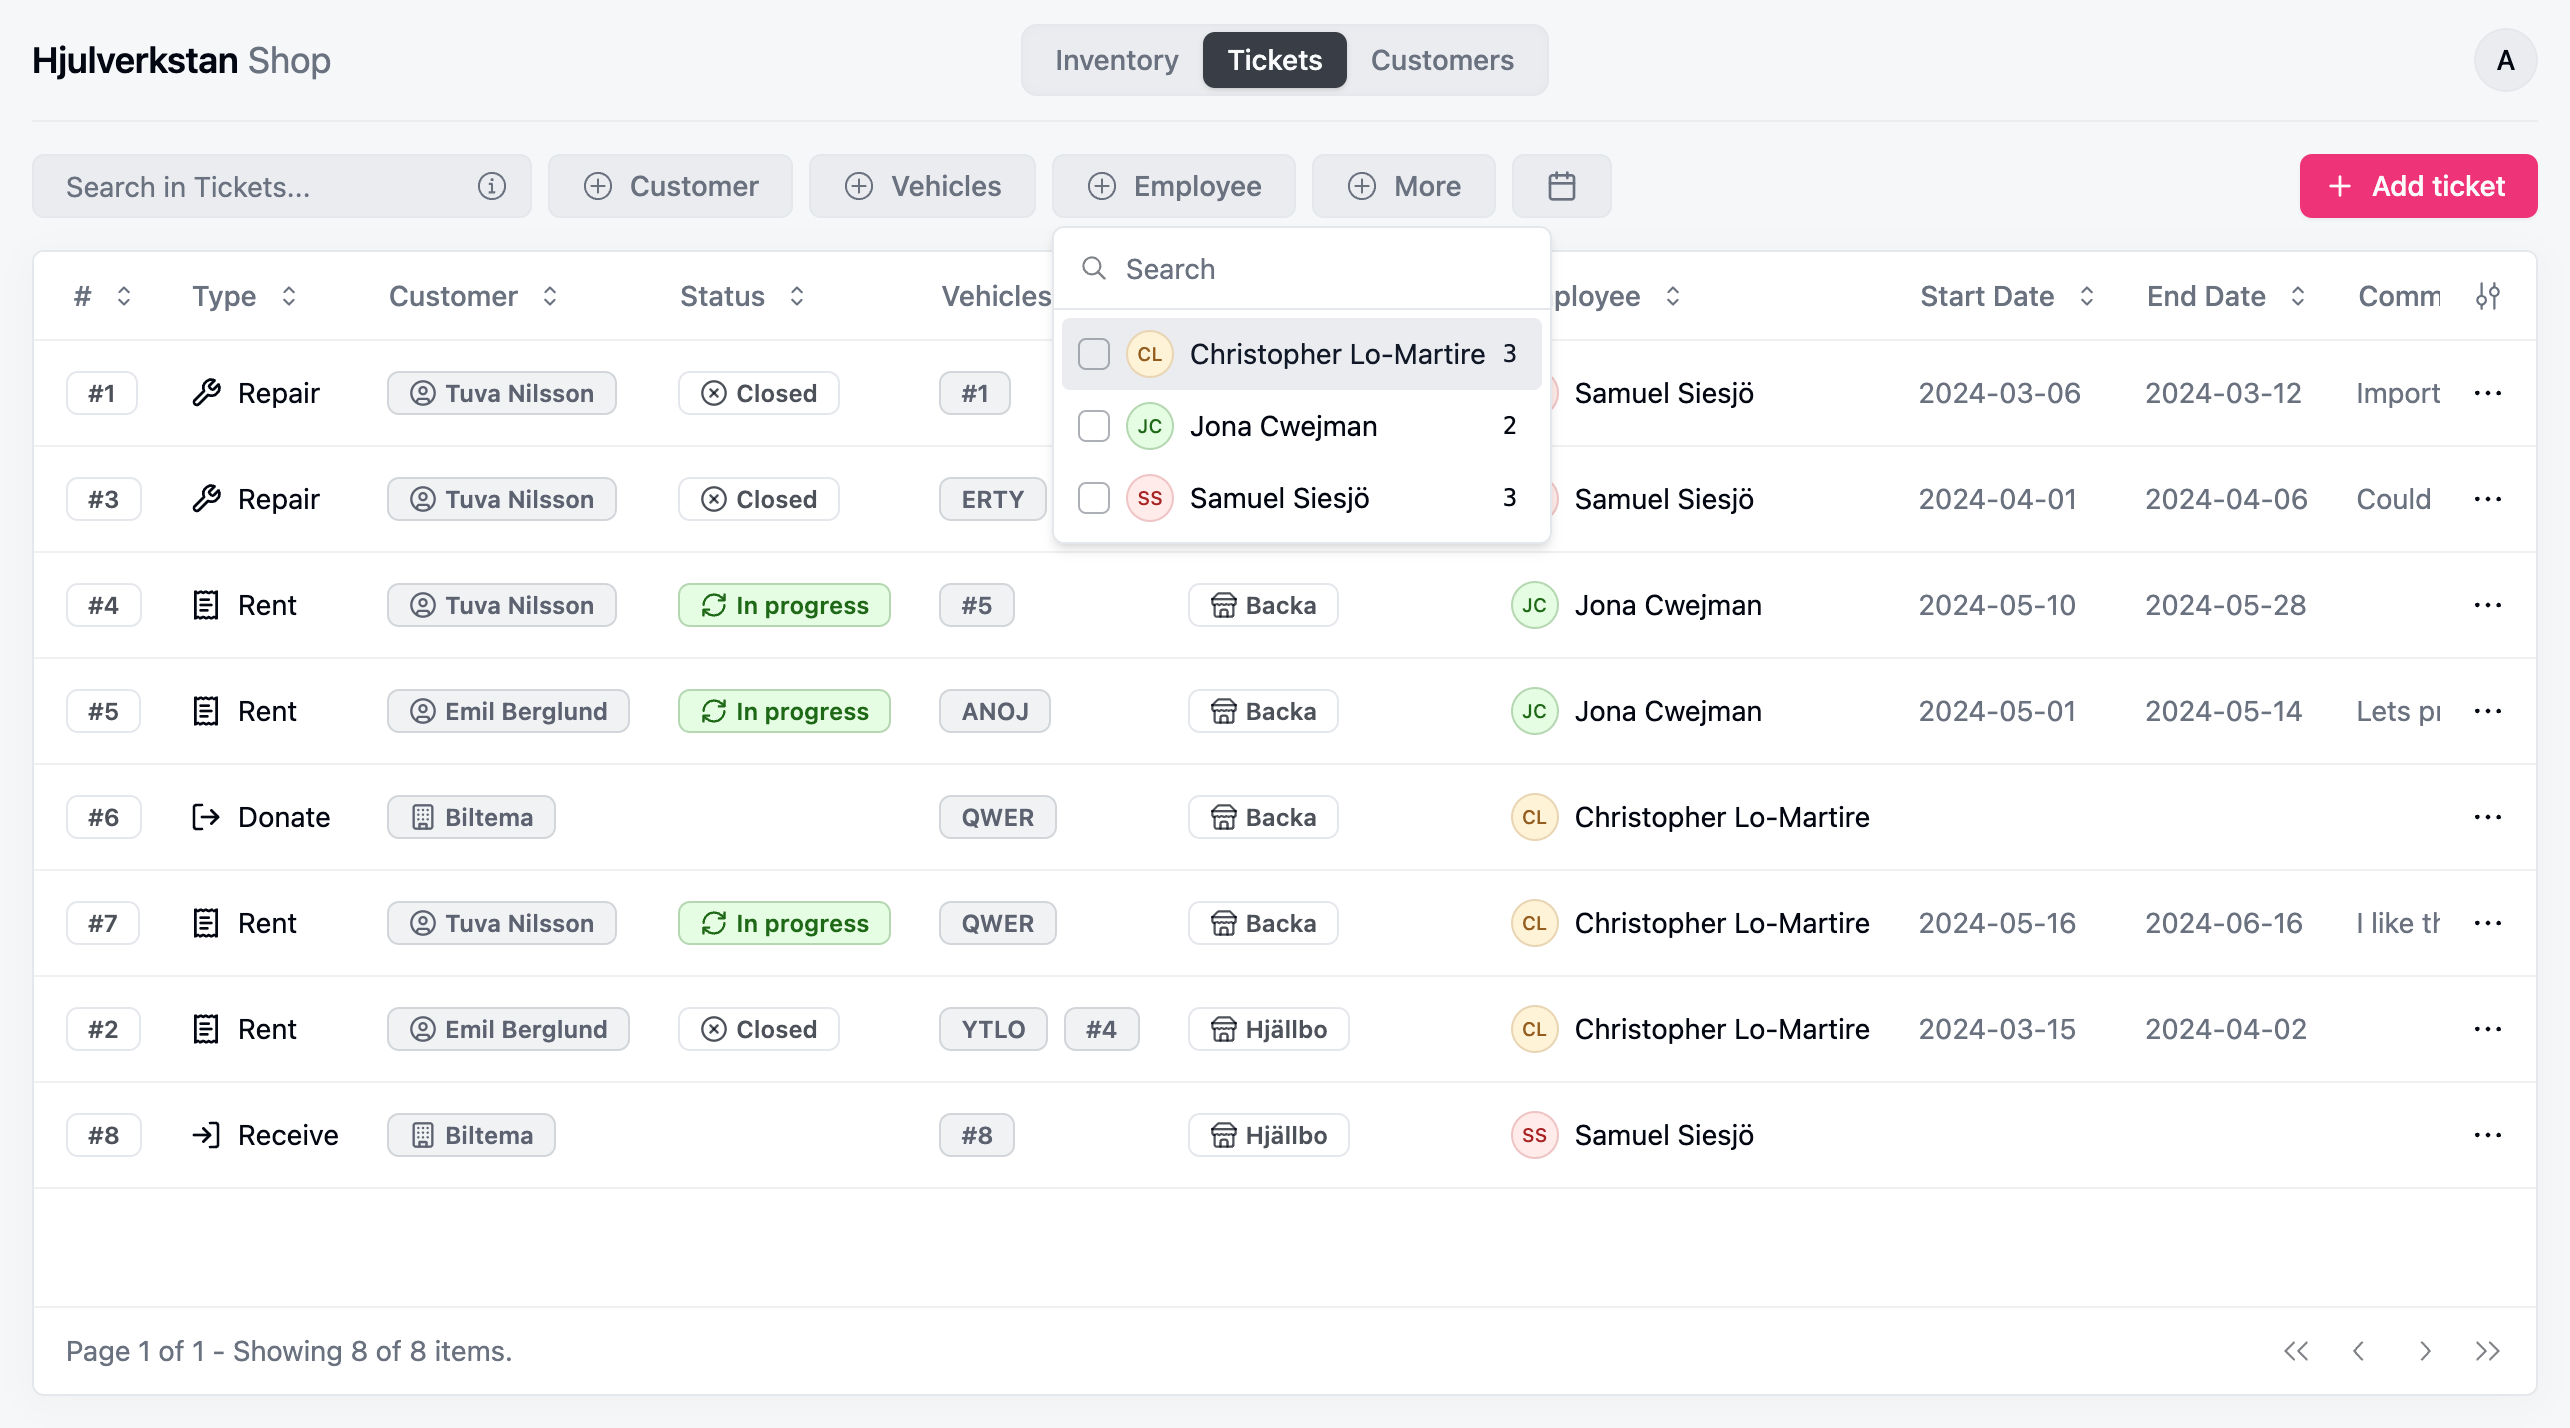 Hjulverkstan Shop
Inventory Tickets Customers
A
Search in Tickets... Customer Vehicles Employee More Add ticket
Search
CL Christopher Lo-Martire 3
JC Jona Cwejman 2
SS Samuel Siesjö 3
# Type Customer Status Vehicles ployee Start Date End Date Comm
#1 Repair Tuva Nilsson Closed #1 Samuel Siesjö 2024-03-06 2024-03-12 Import ...
#3 Repair Tuva Nilsson Closed ERTY Samuel Siesjö 2024-04-01 2024-04-06 Could ...
#4 Rent Tuva Nilsson In progress #5 Backa JC Jona Cwejman 2024-05-10 2024-05-28 ...
#5 Rent Emil Berglund In progress ANOJ Backa JC Jona Cwejman 2024-05-01 2024-05-14 Lets pr ...
#6 Donate Biltema QWER Backa CL Christopher Lo-Martire ...
#7 Rent Tuva Nilsson In progress QWER Backa CL Christopher Lo-Martire 2024-05-16 2024-06-16 I like th ...
#2 Rent Emil Berglund Closed YTLO #4 Hjällbo CL Christopher Lo-Martire 2024-03-15 2024-04-02 ...
#8 Receive Biltema #8 Hjällbo SS Samuel Siesjö ...
Page 1 of 1 - Showing 8 of 8 items.